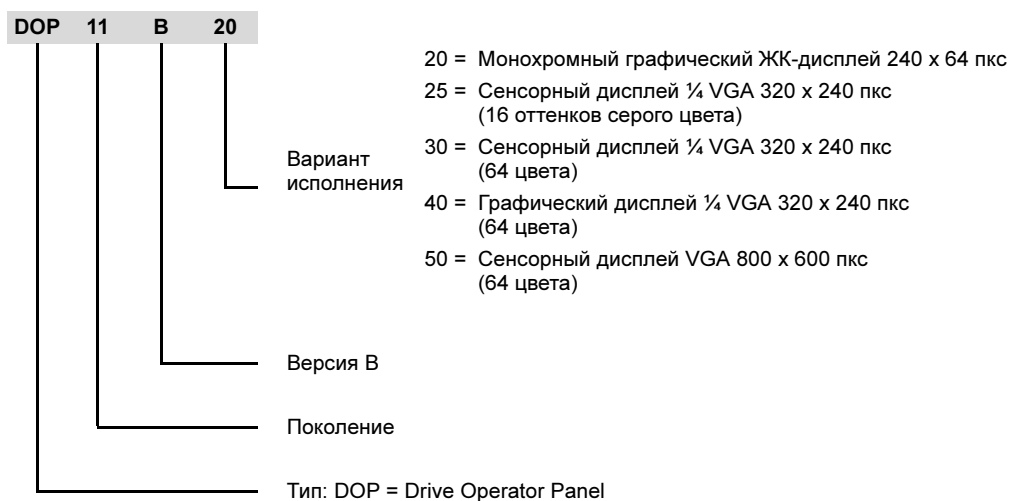 DOP 11 B 20
20 = Монохромный графический ЖК-дисплей 240 x 64 пкс
25 = Сенсорный дисплей ¼ VGA 320 x 240 пкс
(16 оттенков серого цвета)
30 = Сенсорный дисплей ¼ VGA 320 x 240 пкс
(64 цвета)
40 = Графический дисплей ¼ VGA 320 x 240 пкс
(64 цвета)
50 = Сенсорный дисплей VGA 800 x 600 пкс
(64 цвета)
Вариант
исполнения
Версия B
Поколение
Тип: DOP = Drive Operator Panel